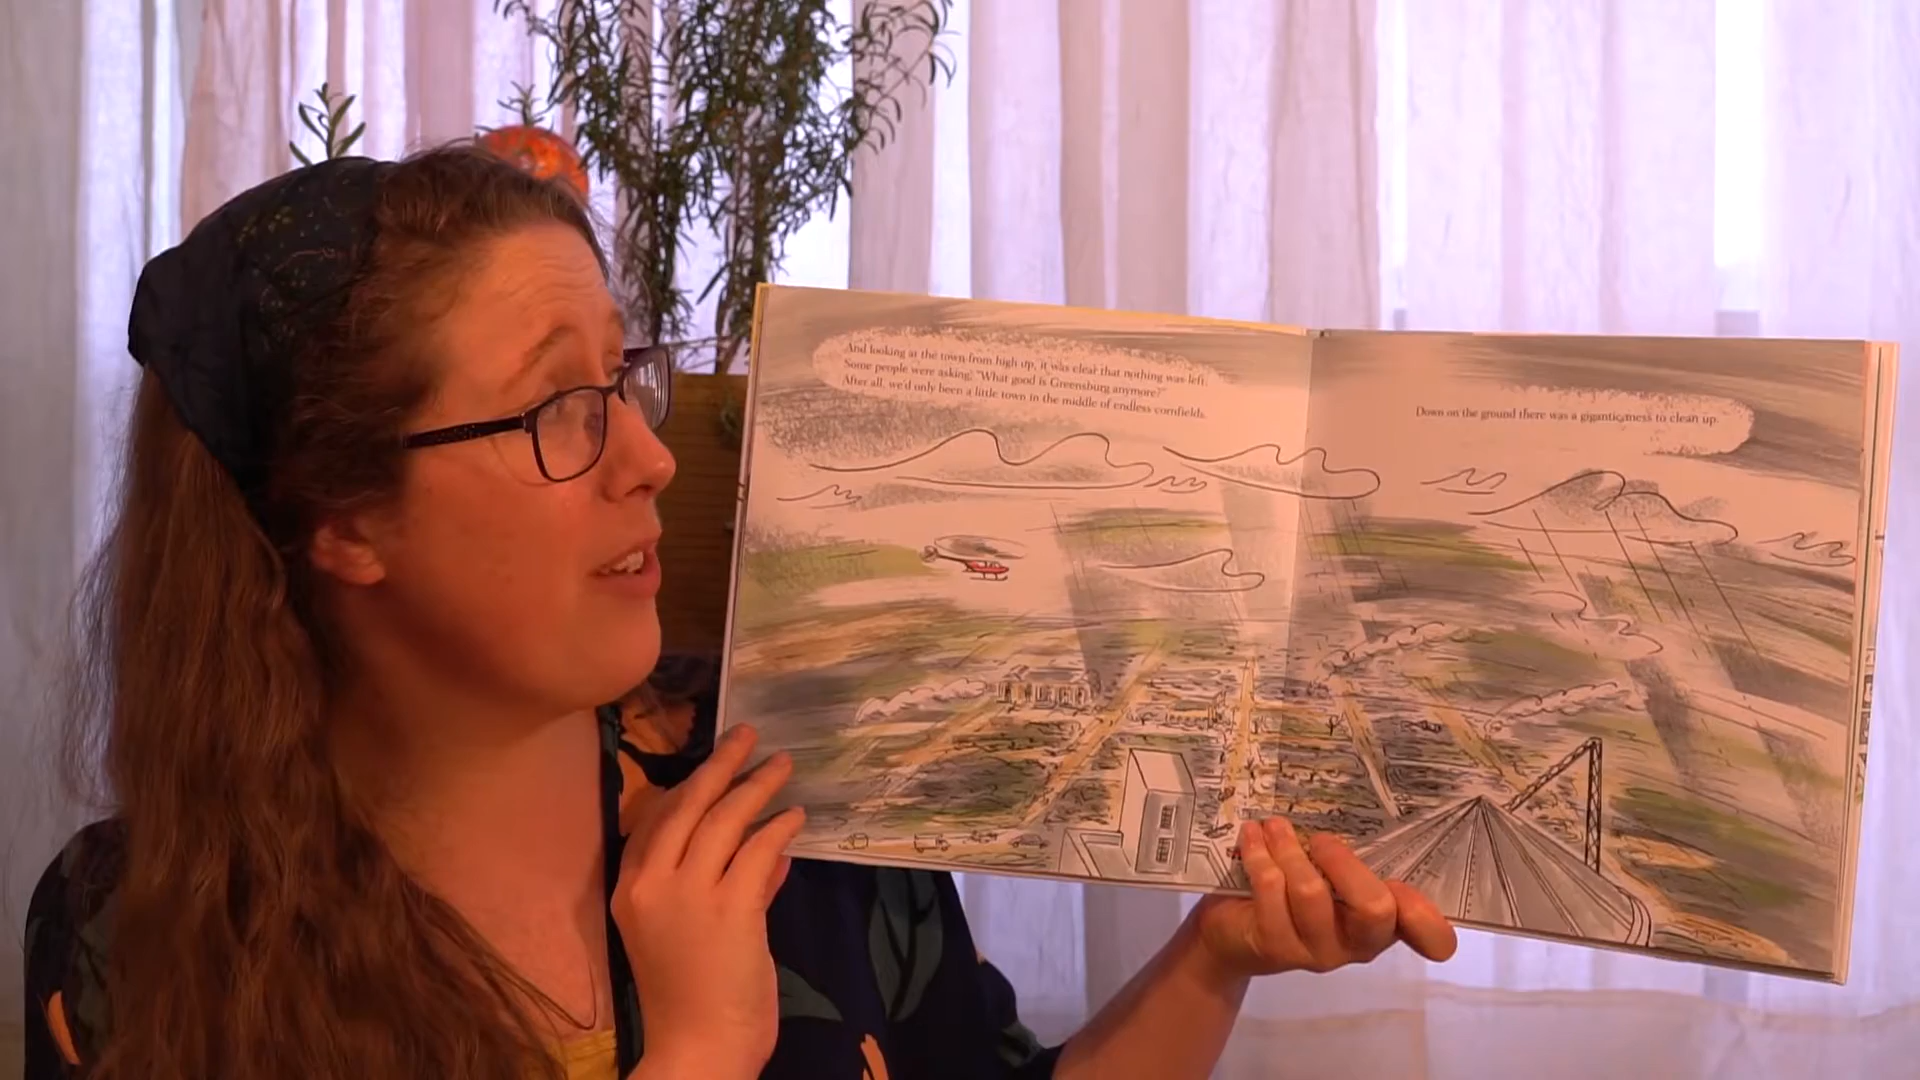 And looking at the town from high up, it was clear that nothing was left.
Some people were asking, "What good is Greensburg anymore?"
After all, we'd only been a little town in the middle of endless cornfields.
Down on the ground there was a gigantic mess to clean up.